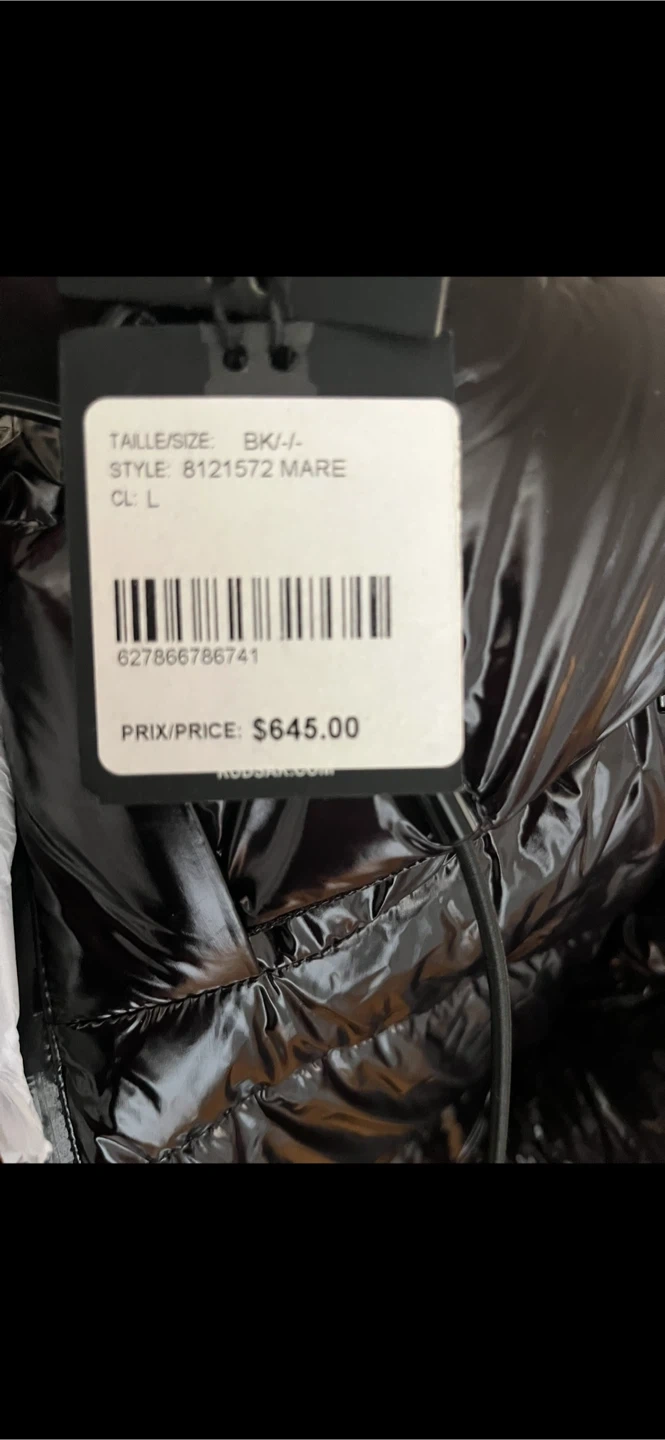 TAILLE/SIZE: BK/-/-
STYLE: 8121572 MARE
CL: L
627866786741
PRIX/PRICE: $645.00